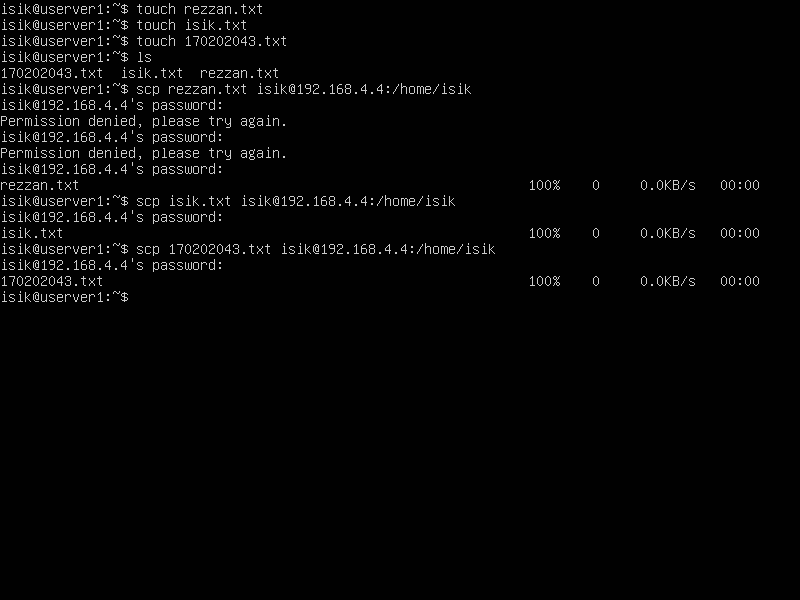 isik@userver1:~$ touch rezzan.txt
isik@userver1:~$ touch isik.txt
isik@userver1:~$ touch 170202043.txt
isik@userver1:~$ ls
170202043.txt  isik.txt  rezzan.txt
isik@userver1:~$ scp rezzan.txt isik@192.168.4.4:/home/isik
isik@192.168.4.4's password:
Permission denied, please try again.
isik@192.168.4.4's password:
Permission denied, please try again.
isik@192.168.4.4's password:
rezzan.txt                                                        100%    0     0.0KB/s   00:00
isik@userver1:~$ scp isik.txt isik@192.168.4.4:/home/isik
isik@192.168.4.4's password:
isik.txt                                                          100%    0     0.0KB/s   00:00
isik@userver1:~$ scp 170202043.txt isik@192.168.4.4:/home/isik
isik@192.168.4.4's password:
170202043.txt                                                     100%    0     0.0KB/s   00:00
isik@userver1:~$